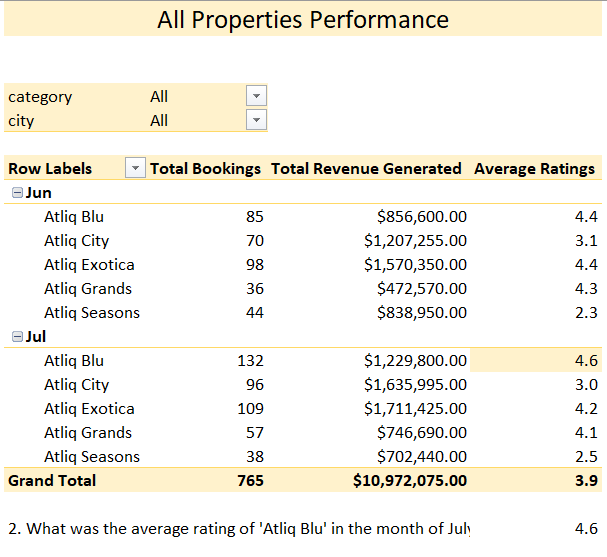 All Properties Performance
category All
city All
Row Labels Total Bookings Total Revenue Generated Average Ratings
Jun
Atliq Blu 85 $856,600.00 4.4
Atliq City 70 $1,207,255.00 3.1
Atliq Exotica 98 $1,570,350.00 4.4
Atliq Grands 36 $472,570.00 4.3
Atliq Seasons 44 $838,950.00 2.3
Jul
Atliq Blu 132 $1,229,800.00 4.6
Atliq City 96 $1,635,995.00 3.0
Atliq Exotica 109 $1,711,425.00 4.2
Atliq Grands 57 $746,690.00 4.1
Atliq Seasons 38 $702,440.00 2.5
Grand Total 765 $10,972,075.00 3.9
2. What was the average rating of 'Atliq Blu' in the month of July 4.6